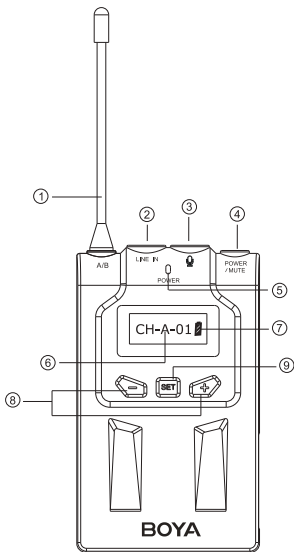 ① ② ③ ④
A/B LINE IN POWER
/MUTE
POWER ⑤
CH-A-01 ⑦
⑥
⑧ − SET + ⑨
BOYA